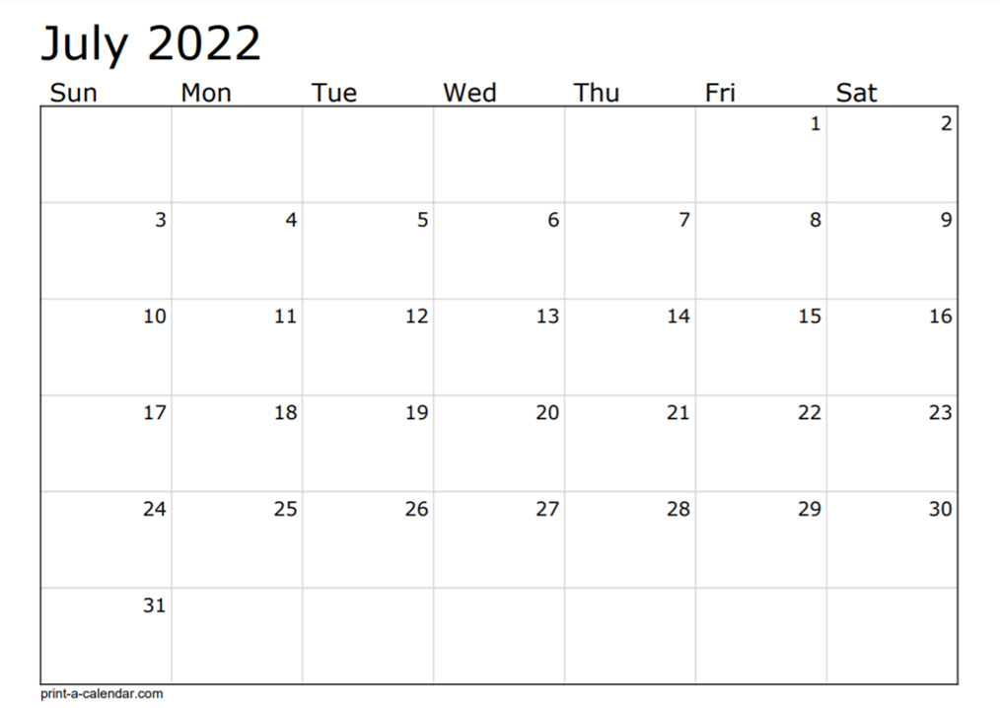 July 2022
Sun Mon Tue Wed Thu Fri Sat
1 2
3 4 5 6 7 8 9
10 11 12 13 14 15 16
17 18 19 20 21 22 23
24 25 26 27 28 29 30
31
print-a-calendar.com